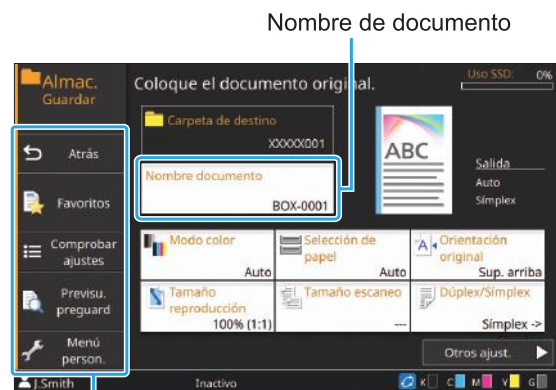 Nombre de documento
Almac.
Guardar
Coloque el documento original.
Uso SSD: 0%
Carpeta de destino
XXXXX001
Nombre documento
BOX-0001
ABC
Salida
Auto
Símplex
Atrás
Favoritos
Comprobar
ajustes
Previsu.
preguard
Menú
person.
Modo color
Auto
Selección de
papel
Auto
A
Orientación
original
Sup. arriba
Tamaño
reproducción
100% (1:1)
Tamaño escaneo
---
Dúplex/Símplex
Símplex ->
Otros ajust.
J.Smith
Inactivo
K C M Y G